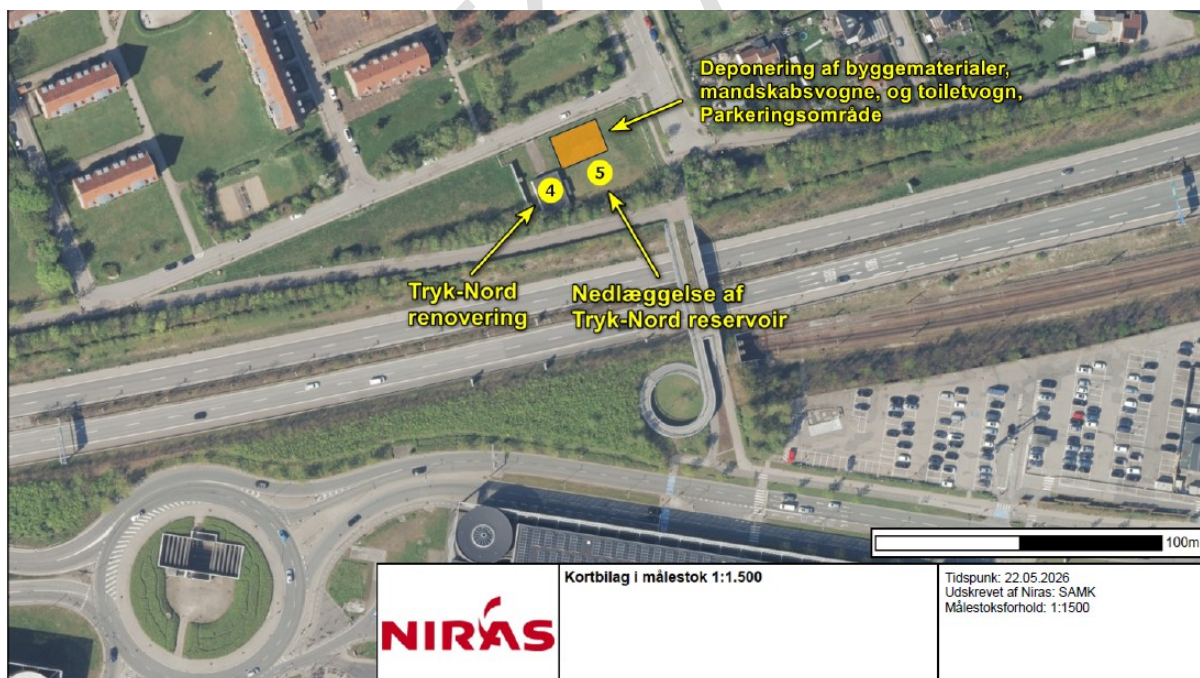 Deponering af byggematerialer,
mandskabsvogne, og toiletvogn,
Parkeringsområde
4
5
Tryk-Nord
renovering
Nedlæggelse af
Tryk-Nord reservoir
100m
NIRAS
Kortbilag i målestok 1:1.500
Tidspunk: 22.05.2026
Udskrevet af Niras: SAMK
Målestoksforhold: 1:1500